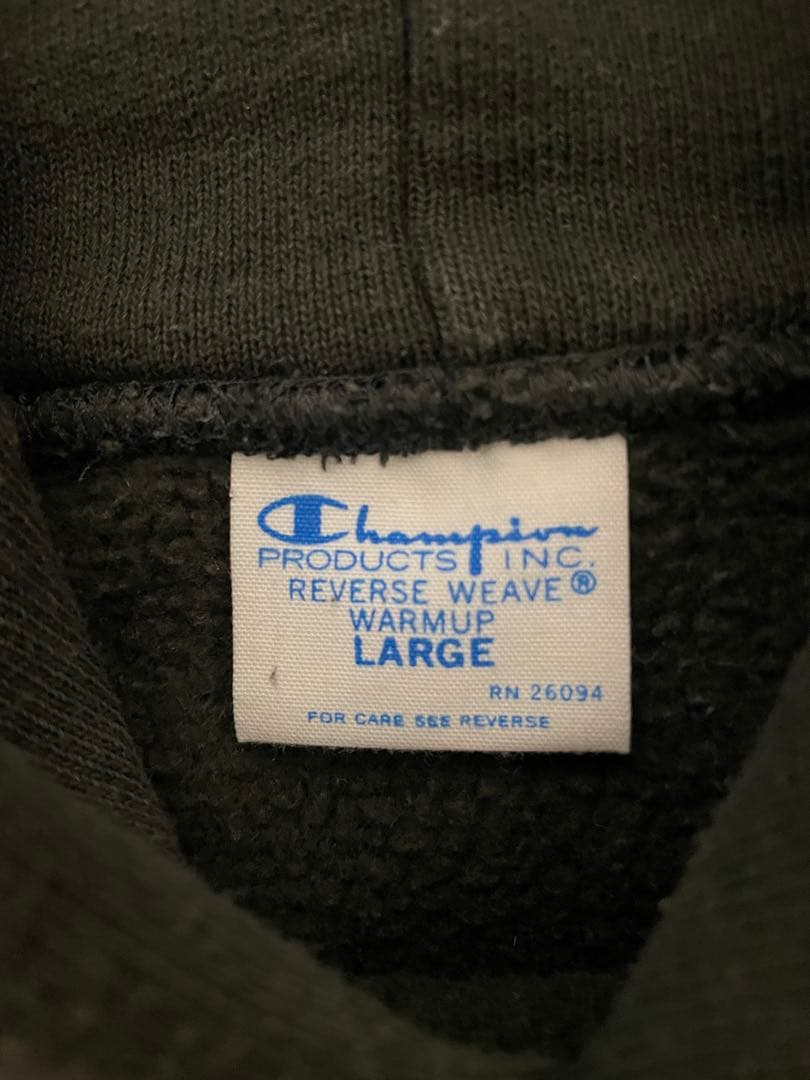 Champion
PRODUCTS INC.
REVERSE WEAVE®
WARMUP
LARGE
RN 26094
FOR CARE SEE REVERSE